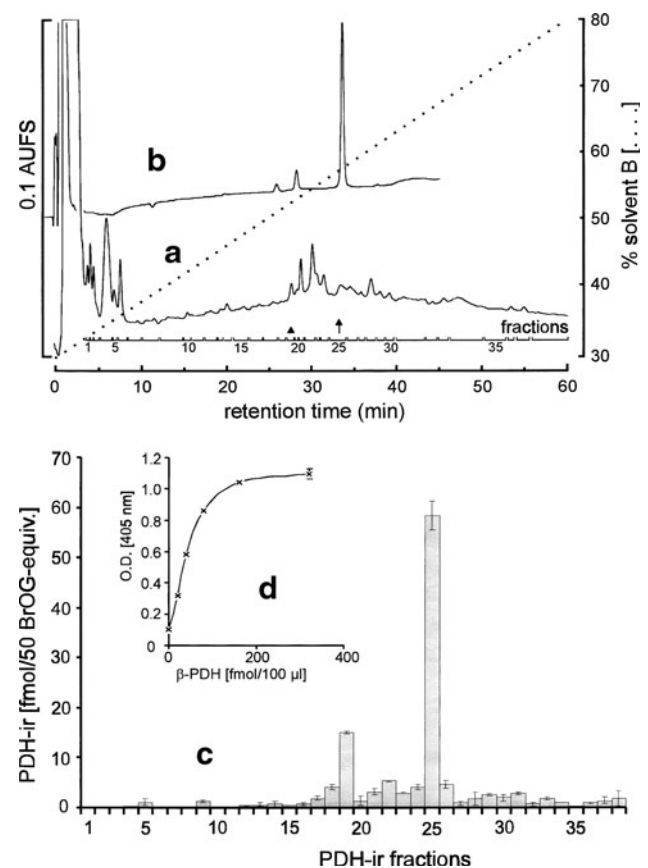 0.1 AUFS
% solvent B [. . . .]
80
70
60
50
40
30
b
a
fractions
1 5 10 15 20 25 30 35
0 10 20 30 40 50 60
retention time (min)
PDH-ir [fmol/50 BrOG-equiv.]
70
60
50
40
30
20
10
0
O.D. [405 nm]
1.2
1.0
0.8
0.6
0.4
0.2
0
d
0 200 400
β-PDH [fmol/100 µl]
c
1 5 10 15 20 25 30 35
PDH-ir fractions